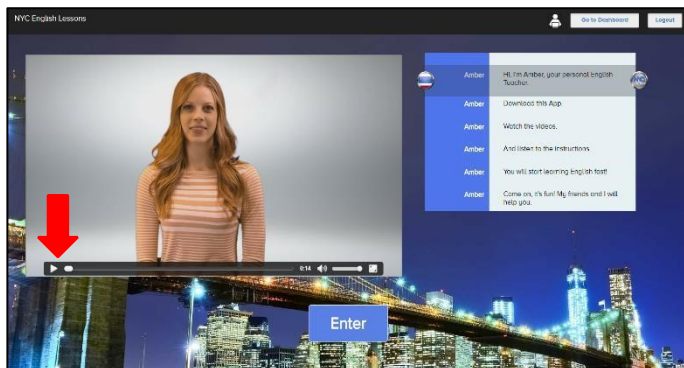 NYC English Lessons
Go to Dashboard
Logout
Amber
Hi, I'm Amber, your personal English
Teacher.
Amber
Download this App.
Amber
Watch the videos.
Amber
And listen to the instructions.
Amber
You will start learning English fast!
Amber
Come on, it's fun! My friends and I will
help you.
NYC
0:14
Enter